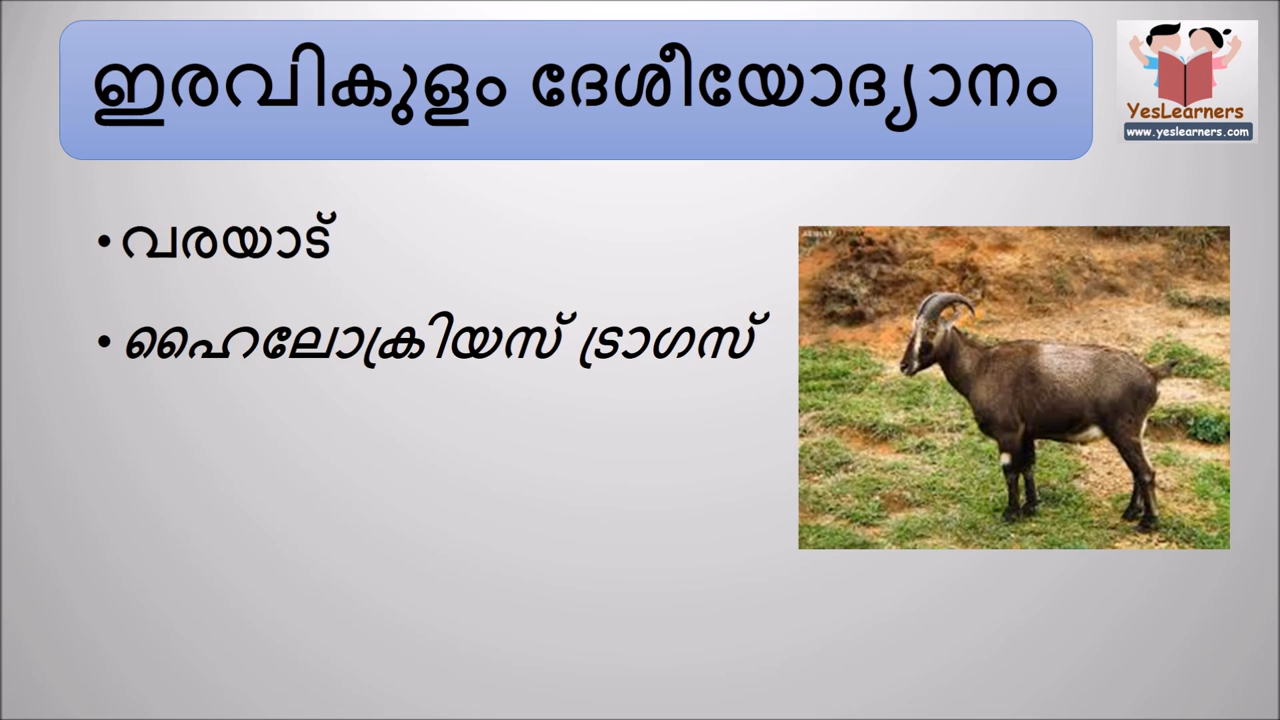 ഇരവികുളം ദേശീയോദ്യാനം
YesLearners
www.yeslearners.com
•വരയാട്
•ഹൈലോക്രിയസ് ട്രാഗസ്